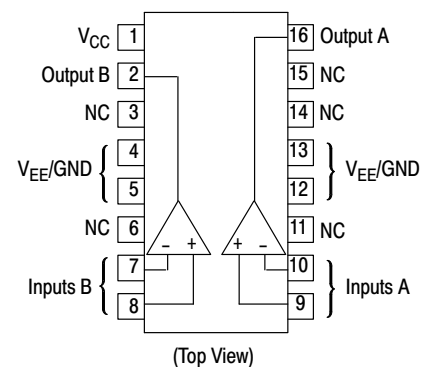 VCC 1 16 Output A
Output B 2 15 NC
NC 3 14 NC
4 13
VEE/GND VEE/GND
5 12
NC 6 11 NC
- + + -
7 10
Inputs B Inputs A
8 9
(Top View)